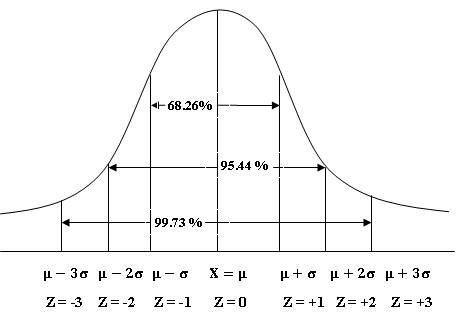 68.26%
95.44 %
99.73 %
μ − 3σ μ − 2σ μ − σ X = μ μ + σ μ + 2σ μ + 3σ
Z = -3 Z = -2 Z = -1 Z = 0 Z = +1 Z = +2 Z = +3